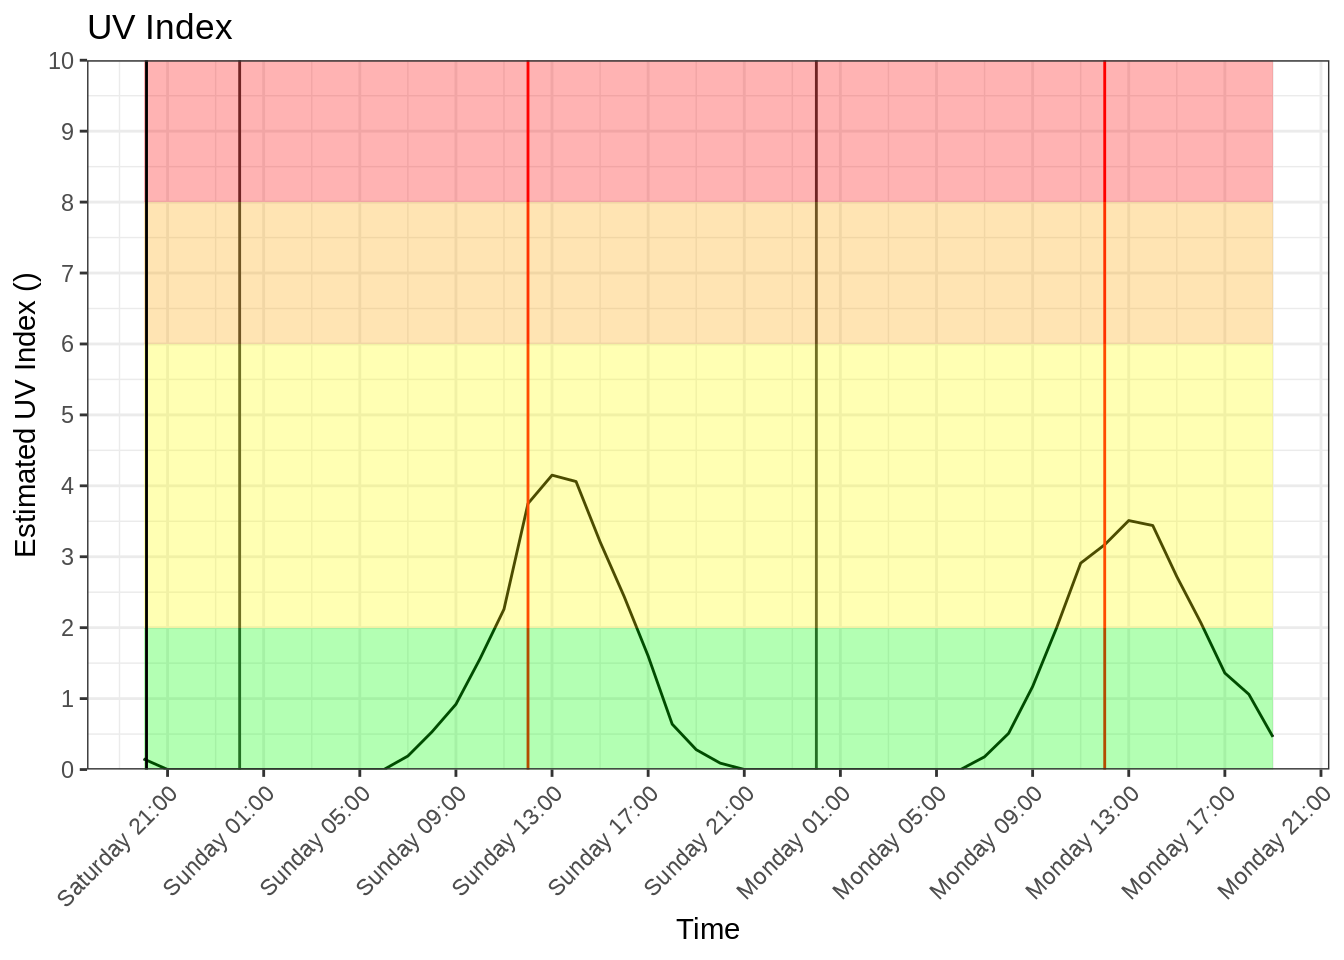 UV Index
Estimated UV Index ()
10
9
8
7
6
5
4
3
2
1
0
Saturday 21:00
Sunday 01:00
Sunday 05:00
Sunday 09:00
Sunday 13:00
Sunday 17:00
Sunday 21:00
Monday 01:00
Monday 05:00
Monday 09:00
Monday 13:00
Monday 17:00
Monday 21:00
Time